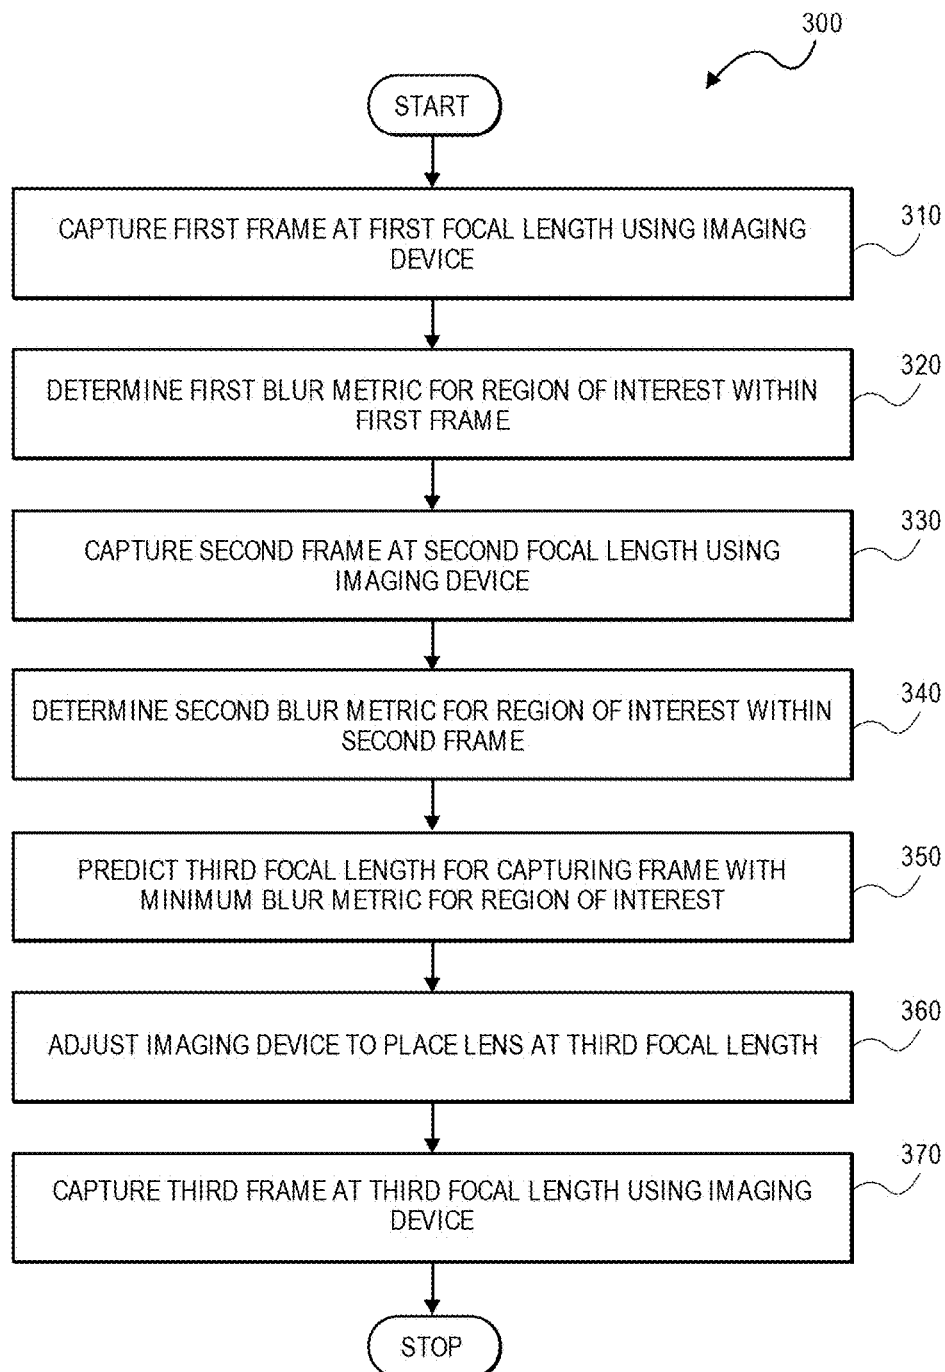 300
START
CAPTURE FIRST FRAME AT FIRST FOCAL LENGTH USING IMAGING
DEVICE
310
DETERMINE FIRST BLUR METRIC FOR REGION OF INTEREST WITHIN
FIRST FRAME
320
CAPTURE SECOND FRAME AT SECOND FOCAL LENGTH USING
IMAGING DEVICE
330
DETERMINE SECOND BLUR METRIC FOR REGION OF INTEREST WITHIN
SECOND FRAME
340
PREDICT THIRD FOCAL LENGTH FOR CAPTURING FRAME WITH
MINIMUM BLUR METRIC FOR REGION OF INTEREST
350
ADJUST IMAGING DEVICE TO PLACE LENS AT THIRD FOCAL LENGTH
360
CAPTURE THIRD FRAME AT THIRD FOCAL LENGTH USING IMAGING
DEVICE
370
STOP